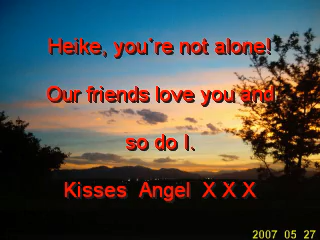 Heike, you´re not alone!
Our friends love you and
so do I.
Kisses Angel X X X
2007 05 27